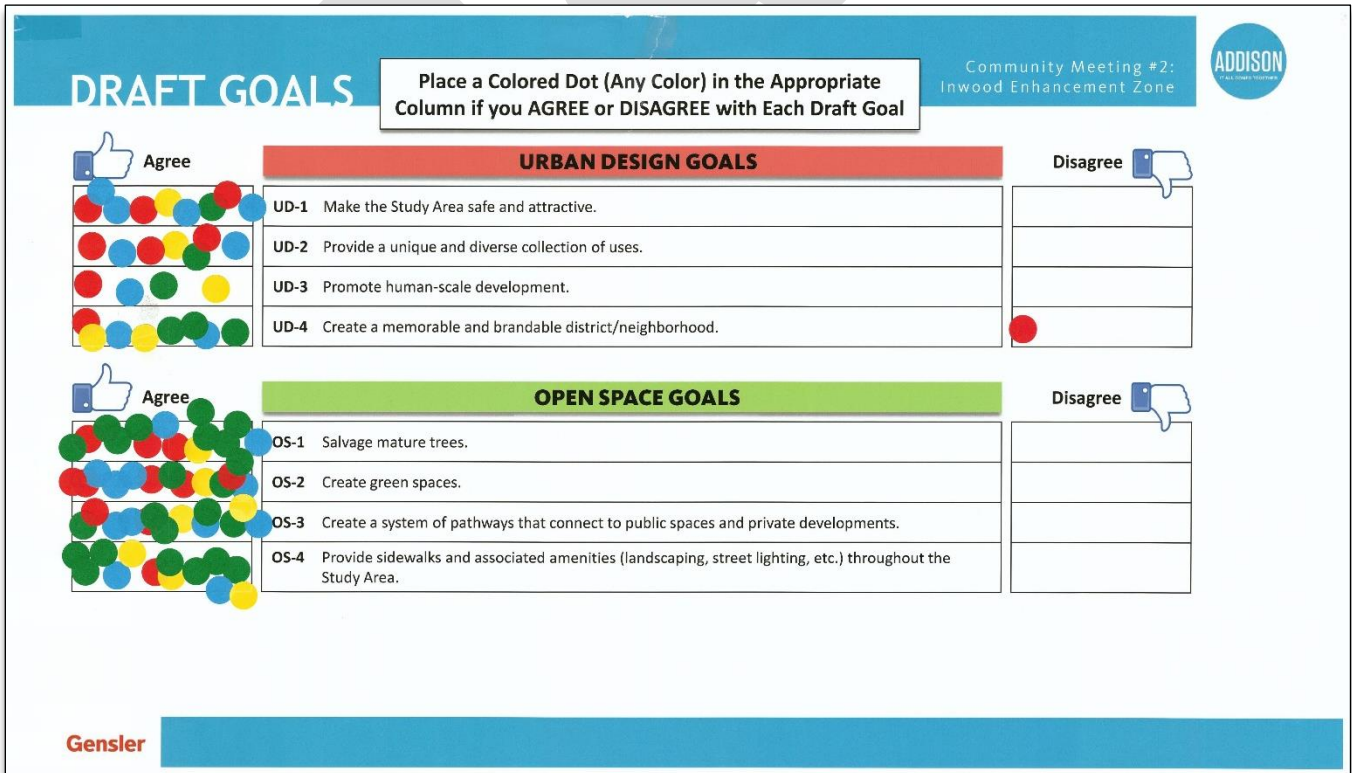 DRAFT GOALS
Place a Colored Dot (Any Color) in the Appropriate
Column if you AGREE or DISAGREE with Each Draft Goal
Community Meeting #2:
Inwood Enhancement Zone
ADDISON
IT ALL COMES TOGETHER.
Agree
URBAN DESIGN GOALS
Disagree
UD-1 Make the Study Area safe and attractive.
UD-2 Provide a unique and diverse collection of uses.
UD-3 Promote human-scale development.
UD-4 Create a memorable and brandable district/neighborhood.
Agree
OPEN SPACE GOALS
Disagree
OS-1 Salvage mature trees.
OS-2 Create green spaces.
OS-3 Create a system of pathways that connect to public spaces and private developments.
OS-4 Provide sidewalks and associated amenities (landscaping, street lighting, etc.) throughout the
Study Area.
Gensler